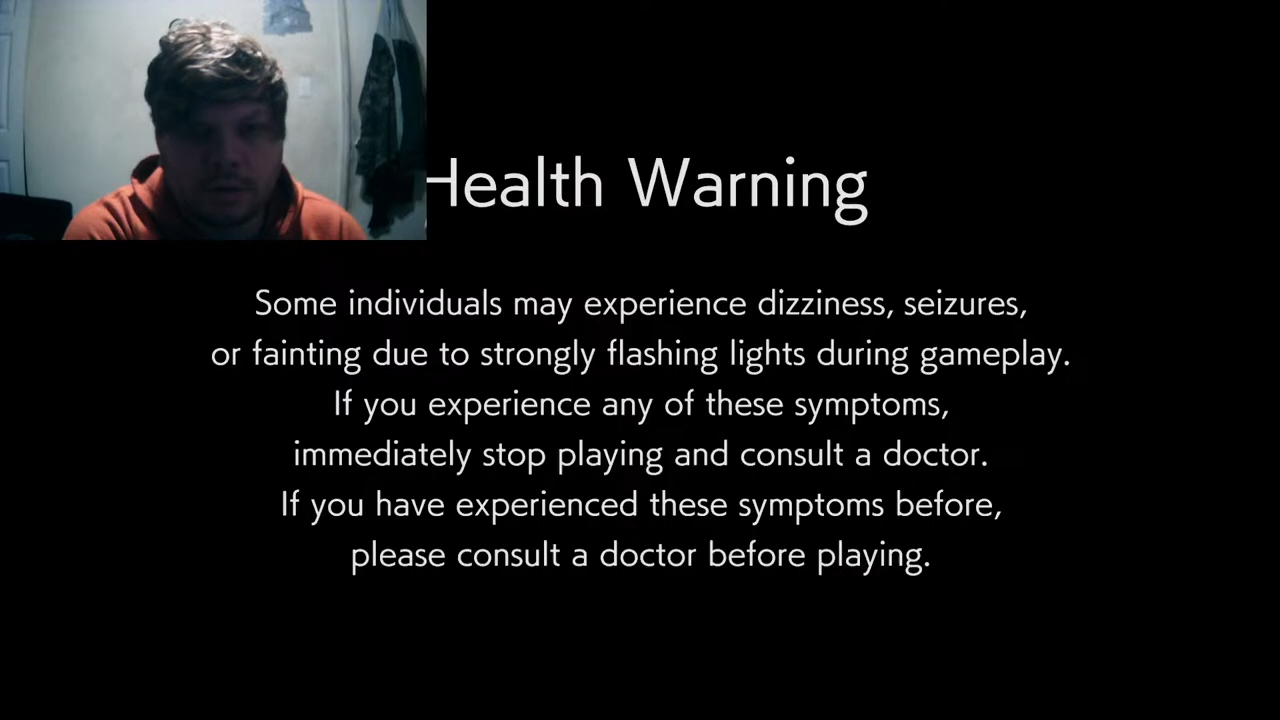 Health Warning
Some individuals may experience dizziness, seizures,
or fainting due to strongly flashing lights during gameplay.
If you experience any of these symptoms,
immediately stop playing and consult a doctor.
If you have experienced these symptoms before,
please consult a doctor before playing.